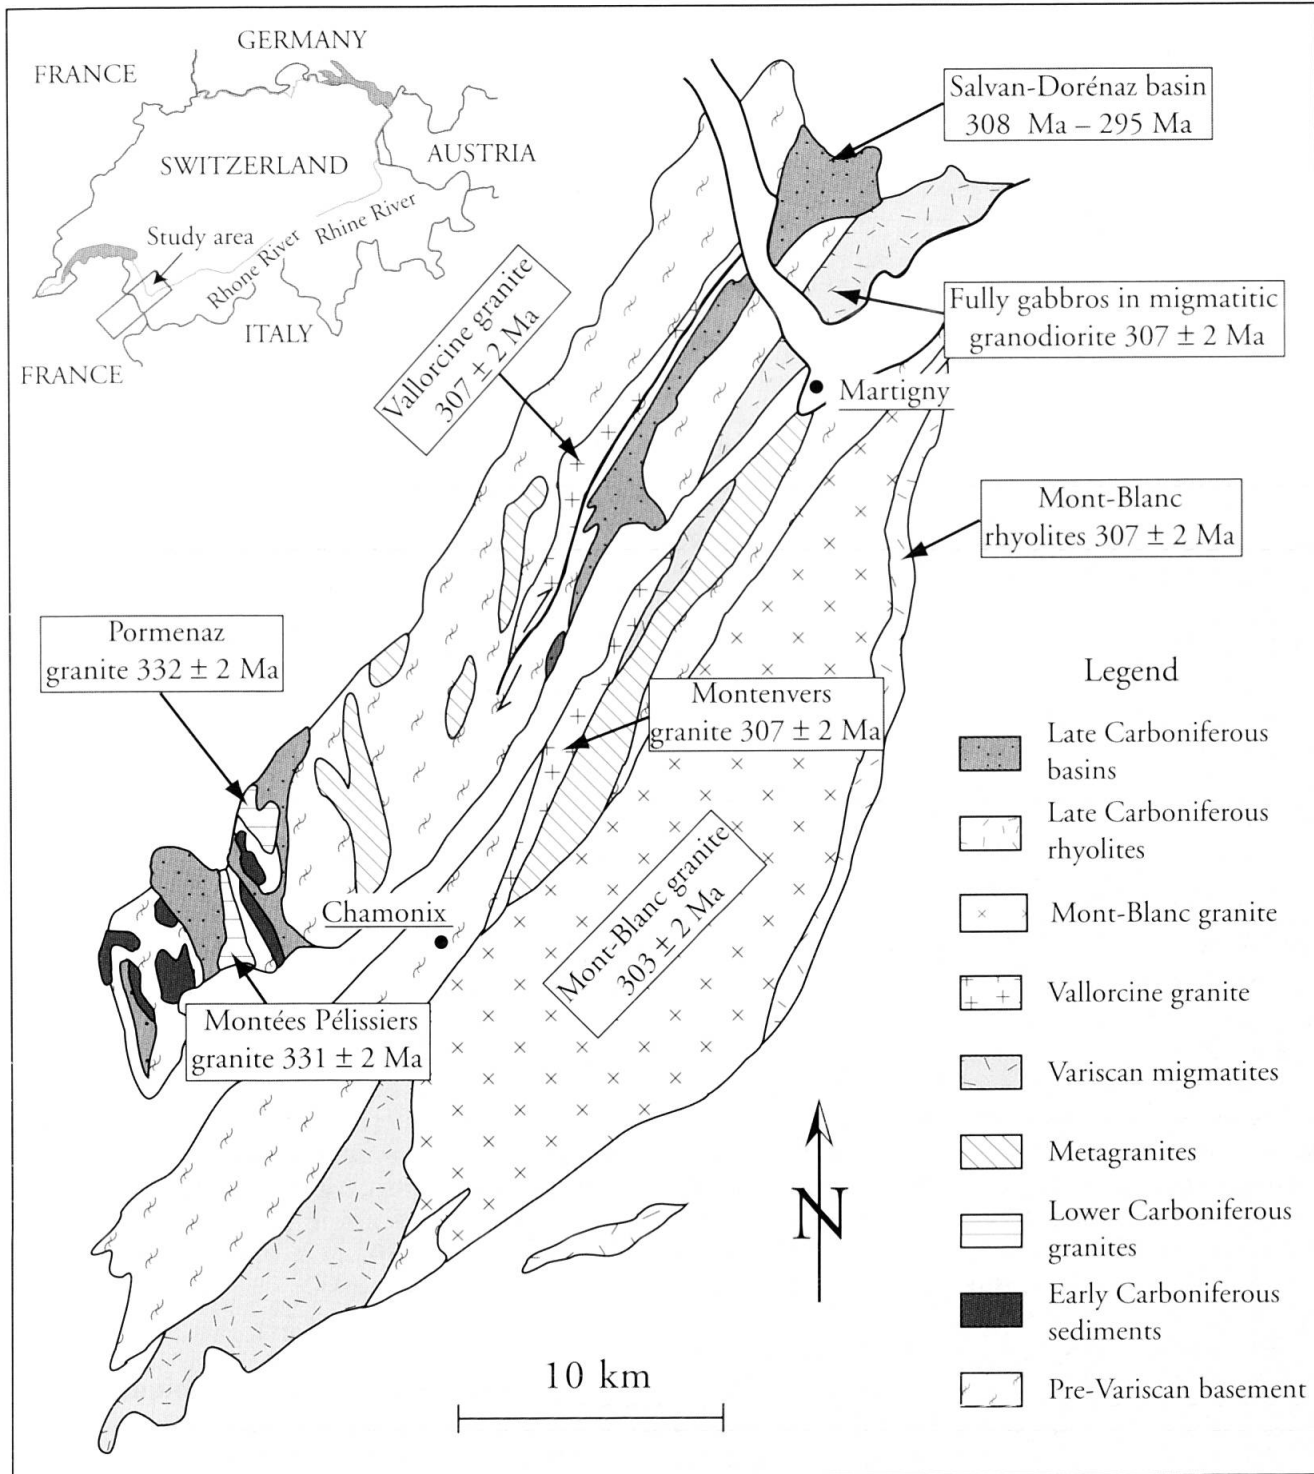 GERMANY
FRANCE
SWITZERLAND
AUSTRIA
Study area
Rhone River
Rhine River
ITALY
FRANCE
Salvan-Dorénaz basin
308 Ma – 295 Ma
Vallorcine granite
307 ± 2 Ma
Fully gabbros in migmatitic
granodiorite 307 ± 2 Ma
Martigny
Mont-Blanc
rhyolites 307 ± 2 Ma
Pormenaz
granite 332 ± 2 Ma
Montenvers
granite 307 ± 2 Ma
Mont-Blanc granite
303 ± 2 Ma
Chamonix
Montées Pélissiers
granite 331 ± 2 Ma
Legend
Late Carboniferous
basins
Late Carboniferous
rhyolites
Mont-Blanc granite
Vallorcine granite
Variscan migmatites
Metagranites
Lower Carboniferous
granites
Early Carboniferous
sediments
Pre-Variscan basement
N
10 km